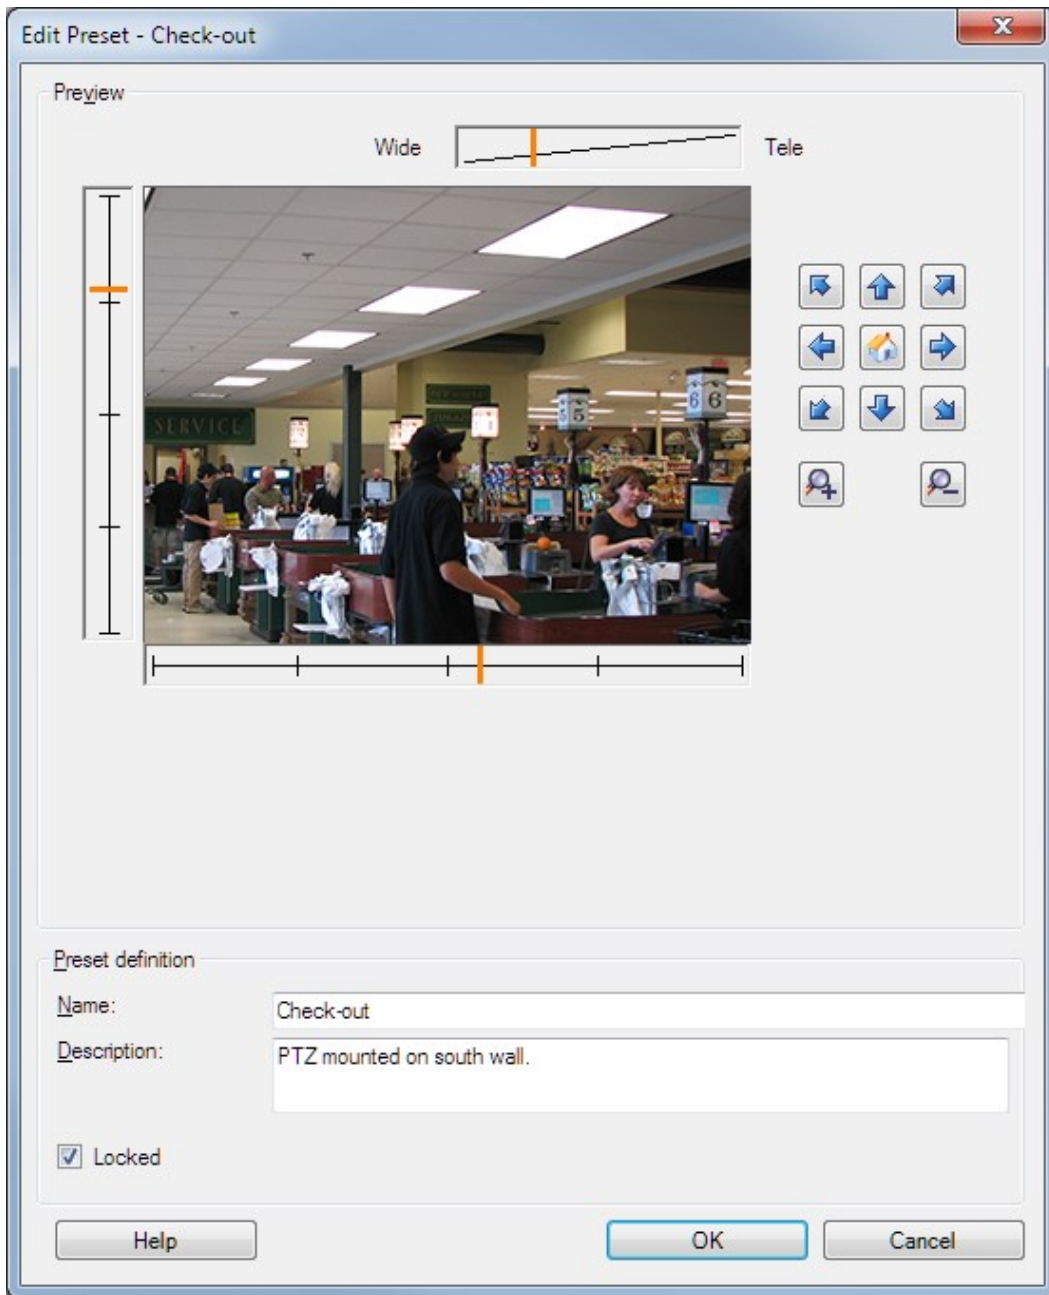 Edit Preset - Check-out
Preview
Wide
Tele
SERVICE
5 5
6 6
Preset definition
Name:
Check-out
Description:
PTZ mounted on south wall.
Locked
Help
OK
Cancel